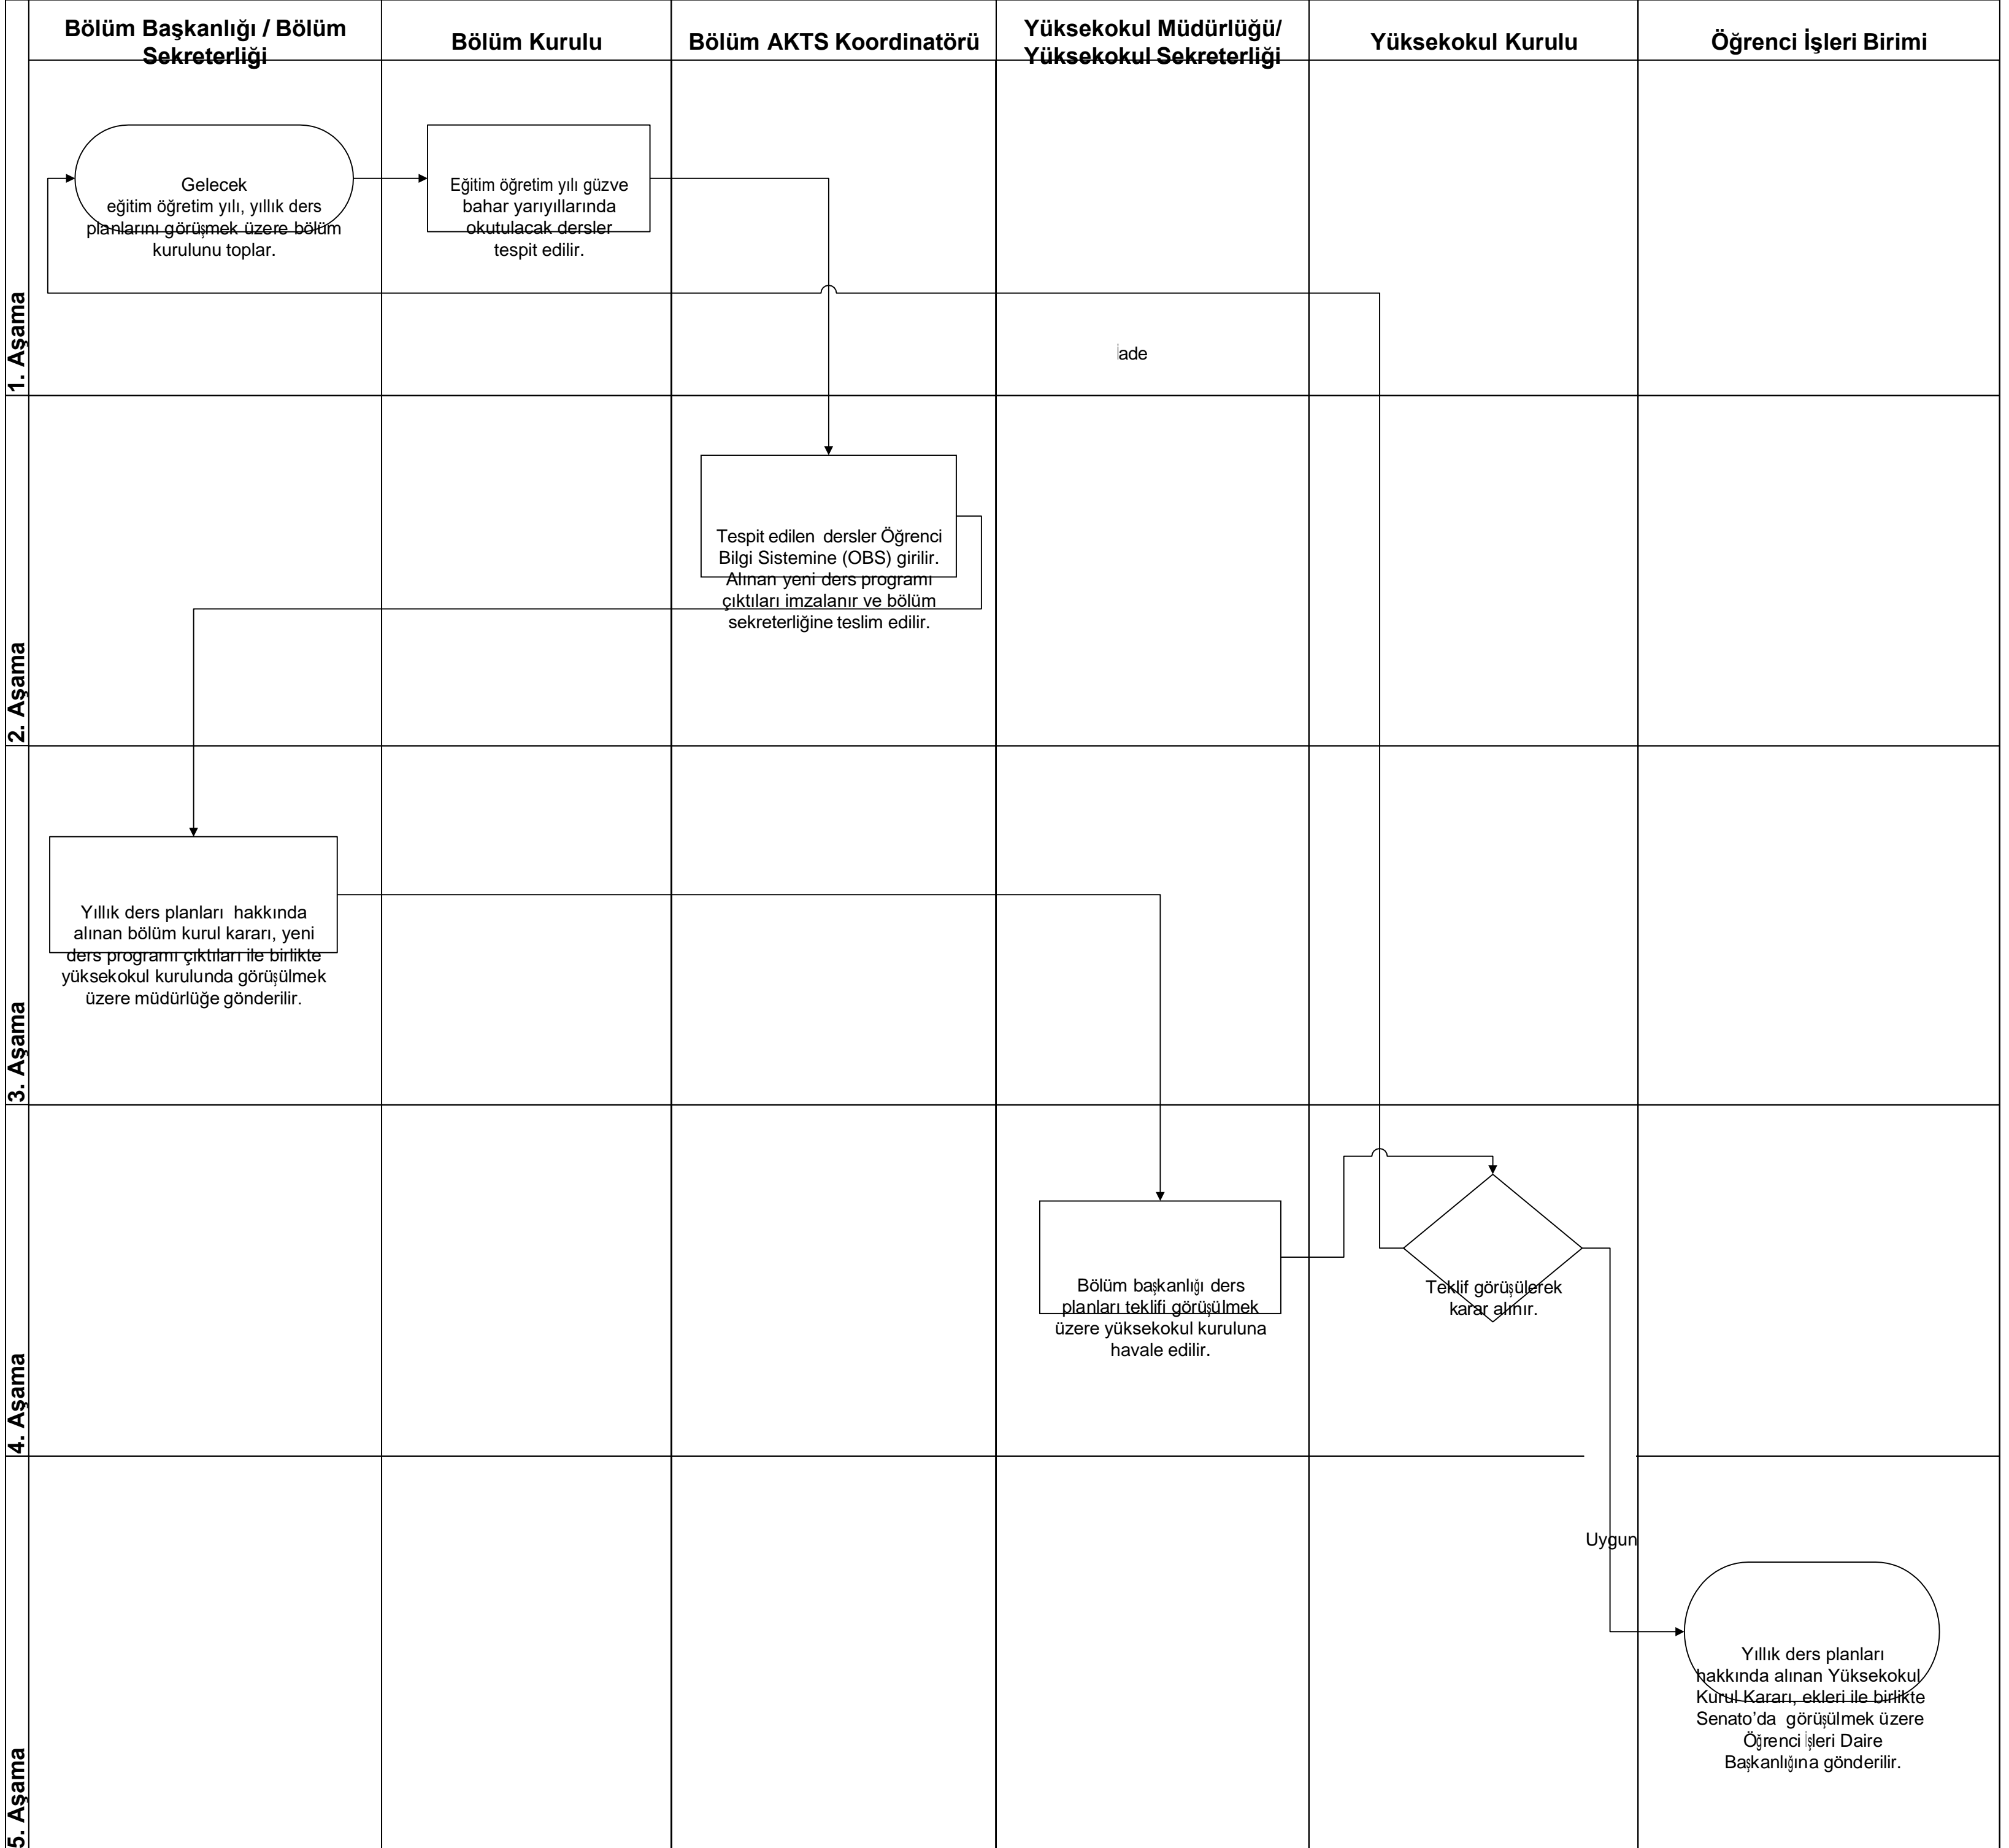 Bölüm Başkanlığı / Bölüm
Sekreterliği
Bölüm Kurulu
Bölüm AKTS Koordinatörü
Yüksekokul Müdürlüğü/
Yüksekokul Sekreterliği
Yüksekokul Kurulu
Öğrenci İşleri Birimi
1. Aşama
Gelecek
eğitim öğretim yılı, yıllık ders
planlarını görüşmek üzere bölüm
kurulunu toplar.
Eğitim öğretim yılı güzve
bahar yarıyıllarında
okutulacak dersler
tespit edilir.
İade
2. Aşama
Tespit edilen dersler Öğrenci
Bilgi Sistemine (OBS) girilir.
Alınan yeni ders programı
çıktıları imzalanır ve bölüm
sekreterliğine teslim edilir.
3. Aşama
Yıllık ders planları hakkında
alınan bölüm kurul kararı, yeni
ders programı çıktıları ile birlikte
yüksekokul kurulunda görüşülmek
üzere müdürlüğe gönderilir.
4. Aşama
Bölüm başkanlığı ders
planları teklifi görüşülmek
üzere yüksekokul kuruluna
havale edilir.
Teklif görüşülerek
karar alınır.
5. Aşama
Uygun
Yıllık ders planları
hakkında alınan Yüksekokul
Kurul Kararı, ekleri ile birlikte
Senato’da görüşülmek üzere
Öğrenci İşleri Daire
Başkanlığına gönderilir.